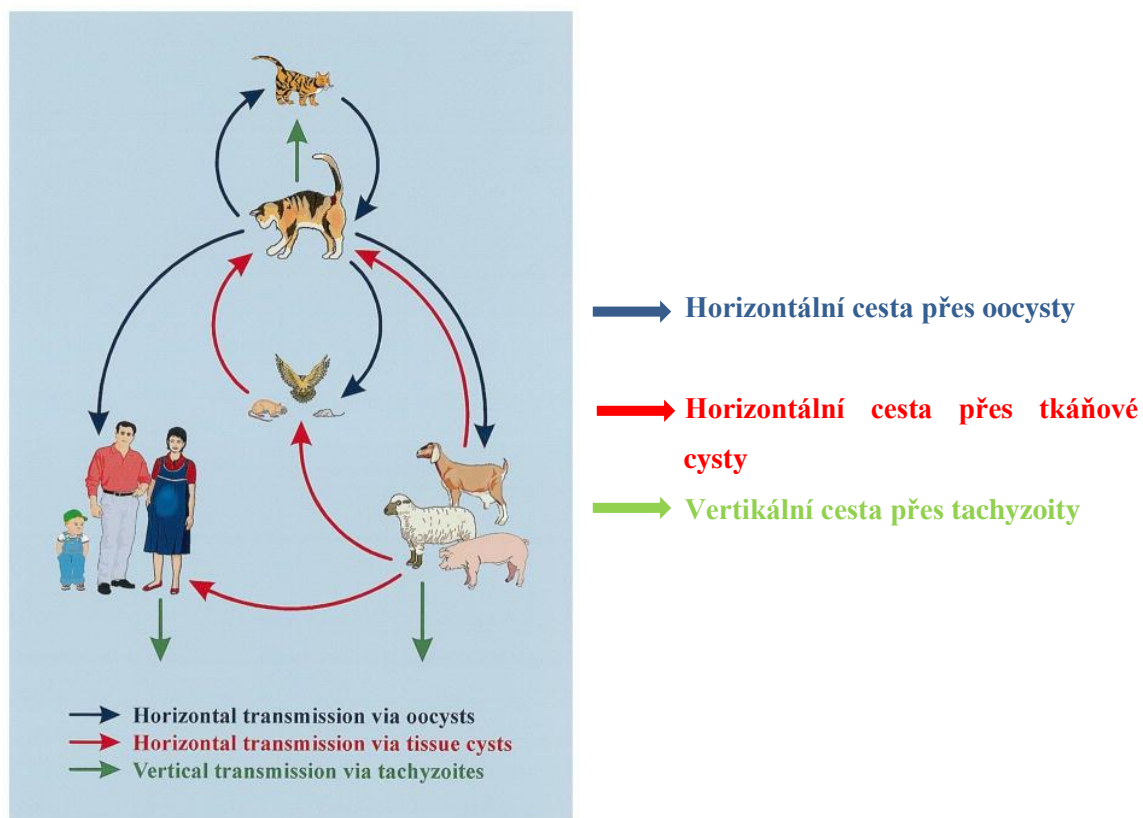 Horizontal transmission via oocysts
Horizontal transmission via tissue cysts
Vertical transmission via tachyzoites
Horizontální cesta přes oocysty
Horizontální cesta přes tkáňové
cysty
Vertikální cesta přes tachyzoity